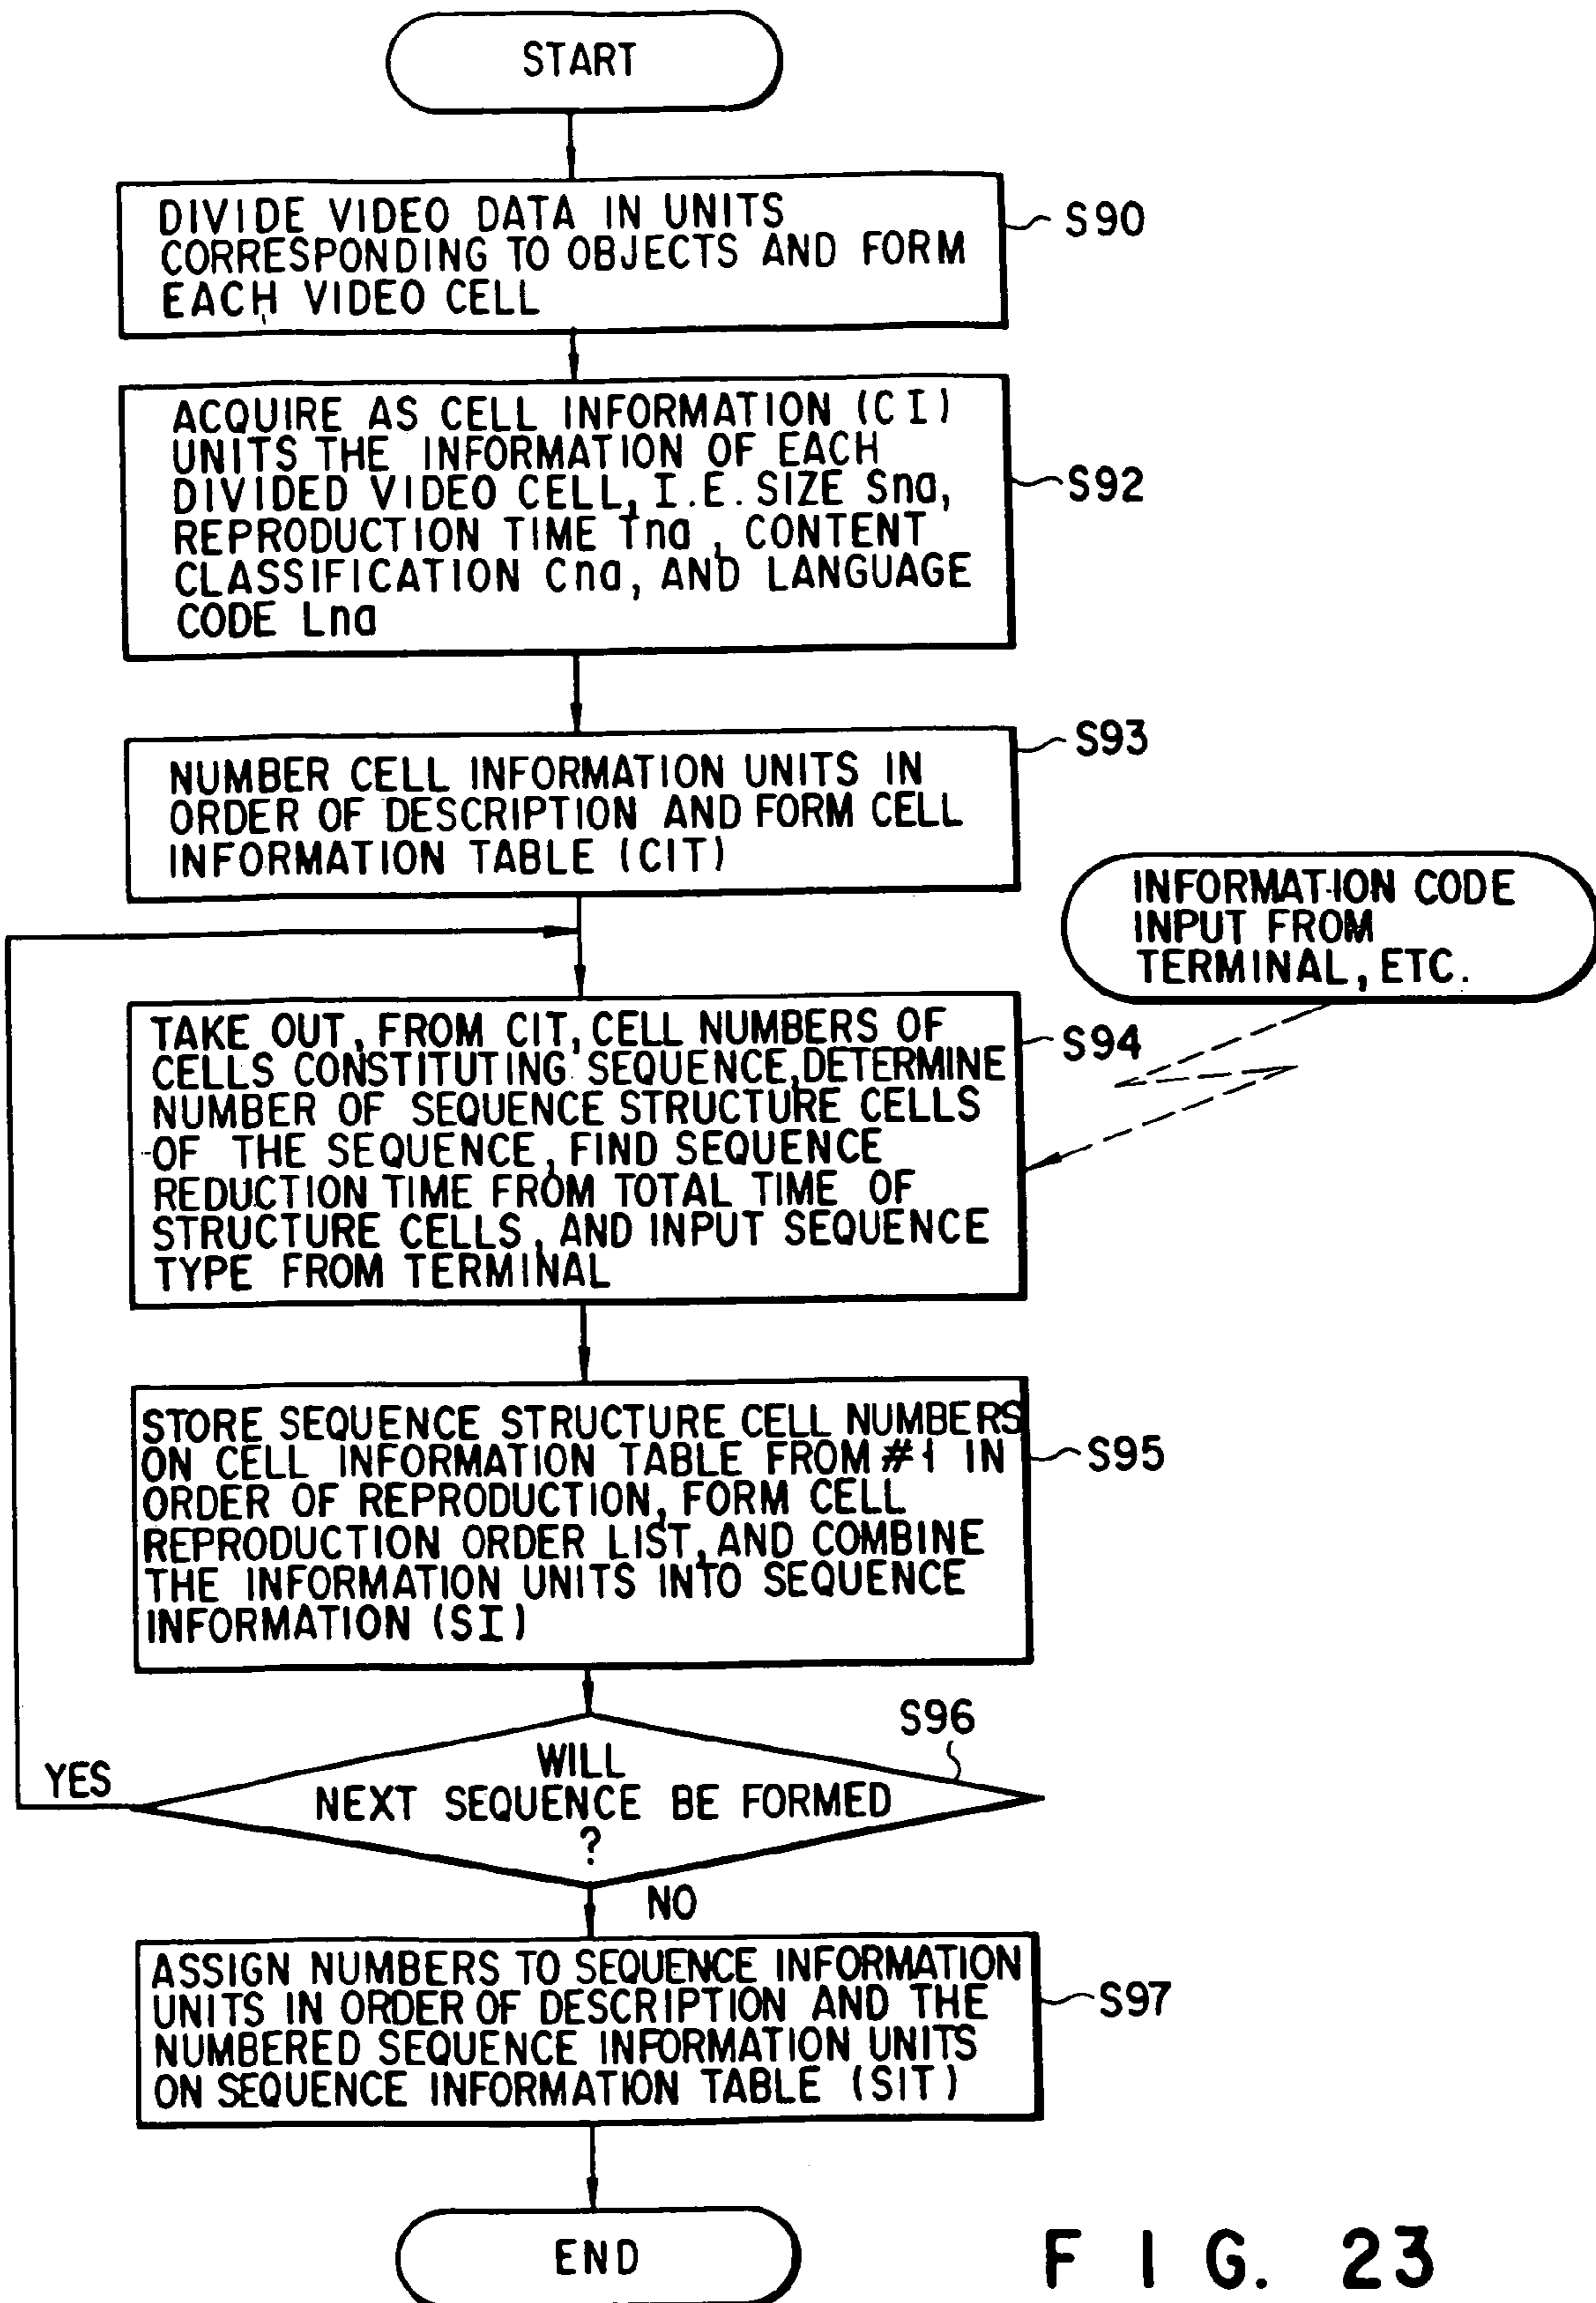 START
DIVIDE VIDEO DATA IN UNITS
CORRESPONDING TO OBJECTS AND FORM
EACH VIDEO CELL
S90
ACQUIRE AS CELL INFORMATION (CI)
UNITS THE INFORMATION OF EACH
DIVIDED VIDEO CELL, I.E. SIZE Sna,
REPRODUCTION TIME Tna, CONTENT
CLASSIFICATION Cna, AND LANGUAGE
CODE Lna
S92
NUMBER CELL INFORMATION UNITS IN
ORDER OF DESCRIPTION AND FORM CELL
INFORMATION TABLE (CIT)
S93
INFORMATION CODE
INPUT FROM
TERMINAL, ETC.
TAKE OUT, FROM CIT, CELL NUMBERS OF
CELLS CONSTITUTING SEQUENCE, DETERMINE
NUMBER OF SEQUENCE STRUCTURE CELLS
OF THE SEQUENCE, FIND SEQUENCE
REDUCTION TIME FROM TOTAL TIME OF
STRUCTURE CELLS, AND INPUT SEQUENCE
TYPE FROM TERMINAL
S94
STORE SEQUENCE STRUCTURE CELL NUMBERS
ON CELL INFORMATION TABLE FROM #1 IN
ORDER OF REPRODUCTION, FORM CELL
REPRODUCTION ORDER LIST, AND COMBINE
THE INFORMATION UNITS INTO SEQUENCE
INFORMATION (SI)
S95
S96
WILL
NEXT SEQUENCE BE FORMED
?
YES
NO
ASSIGN NUMBERS TO SEQUENCE INFORMATION
UNITS IN ORDER OF DESCRIPTION AND THE
NUMBERED SEQUENCE INFORMATION UNITS
ON SEQUENCE INFORMATION TABLE (SIT)
S97
END
FIG. 23